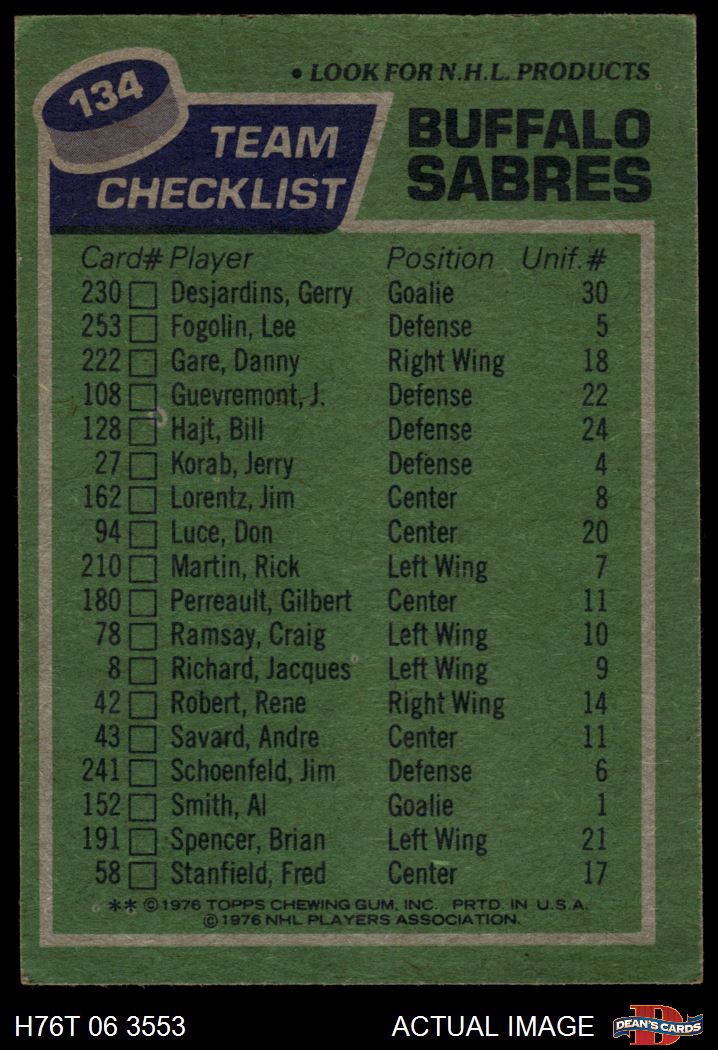 • LOOK FOR N.H.L. PRODUCTS
134
TEAM CHECKLIST
BUFFALO SABRES
Card# Player Position Unif.#
230 Desjardins, Gerry Goalie 30
253 Fogolin, Lee Defense 5
222 Gare, Danny Right Wing 18
108 Guevremont, J. Defense 22
128 Hajt, Bill Defense 24
27 Korab, Jerry Defense 4
162 Lorentz, Jim Center 8
94 Luce, Don Center 20
210 Martin, Rick Left Wing 7
180 Perreault, Gilbert Center 11
78 Ramsay, Craig Left Wing 10
8 Richard, Jacques Left Wing 9
42 Robert, Rene Right Wing 14
43 Savard, Andre Center 11
241 Schoenfeld, Jim Defense 6
152 Smith, Al Goalie 1
191 Spencer, Brian Left Wing 21
58 Stanfield, Fred Center 17
** ©1976 TOPPS CHEWING GUM, INC. PRTD. IN U.S.A.
©1976 NHL PLAYERS ASSOCIATION.
H76T 06 3553 ACTUAL IMAGE DEAN'S CARDS